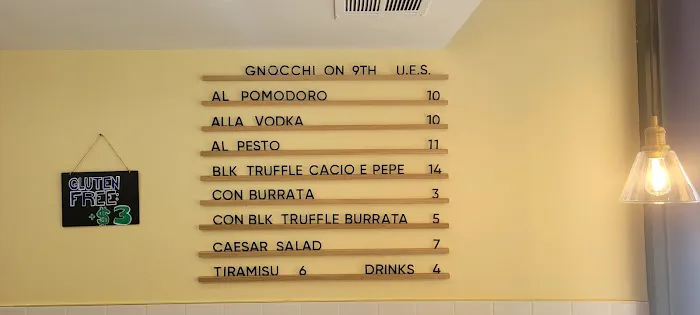 GNOCCHI ON 9TH U.E.S.
AL POMODORO 10
ALLA VODKA 10
AL PESTO 11
BLK TRUFFLE CACIO E PEPE 14
CON BURRATA 3
CON BLK TRUFFLE BURRATA 5
CAESAR SALAD 7
TIRAMISU 6 DRINKS 4
GLUTEN
FREE:
+$3